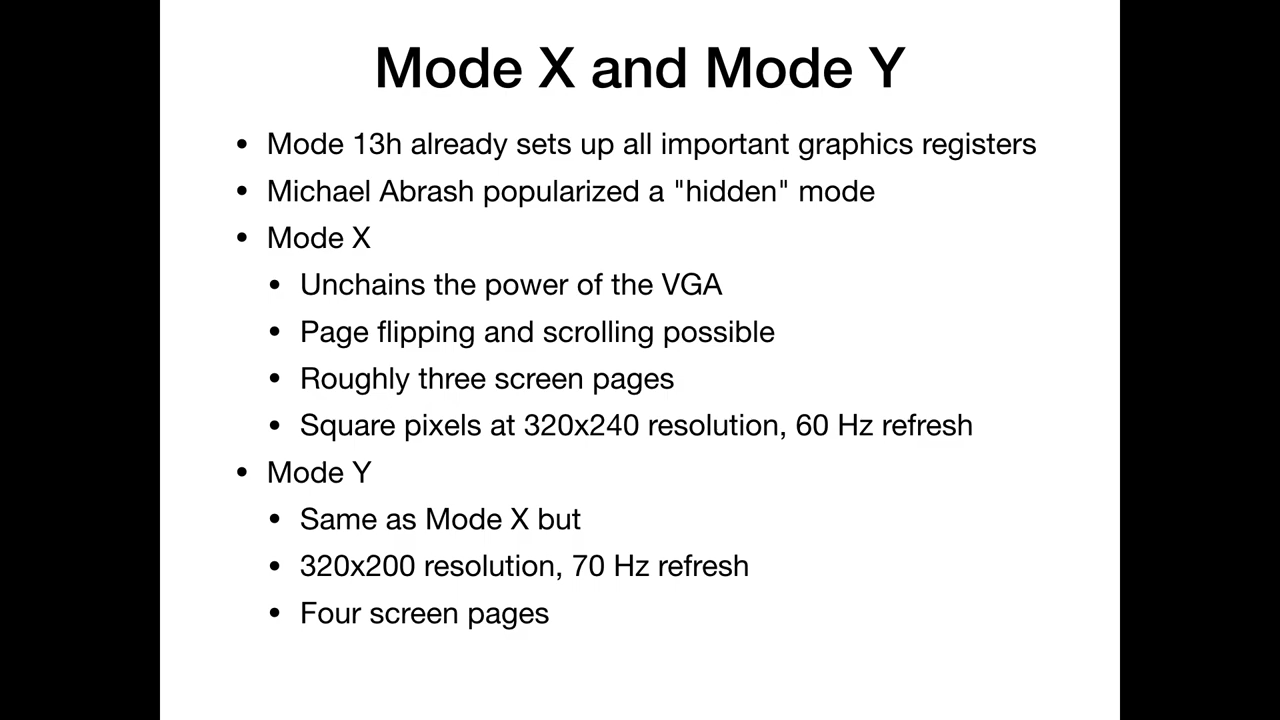 Mode X and Mode Y
• Mode 13h already sets up all important graphics registers
• Michael Abrash popularized a "hidden" mode
• Mode X
• Unchains the power of the VGA
• Page flipping and scrolling possible
• Roughly three screen pages
• Square pixels at 320x240 resolution, 60 Hz refresh
• Mode Y
• Same as Mode X but
• 320x200 resolution, 70 Hz refresh
• Four screen pages